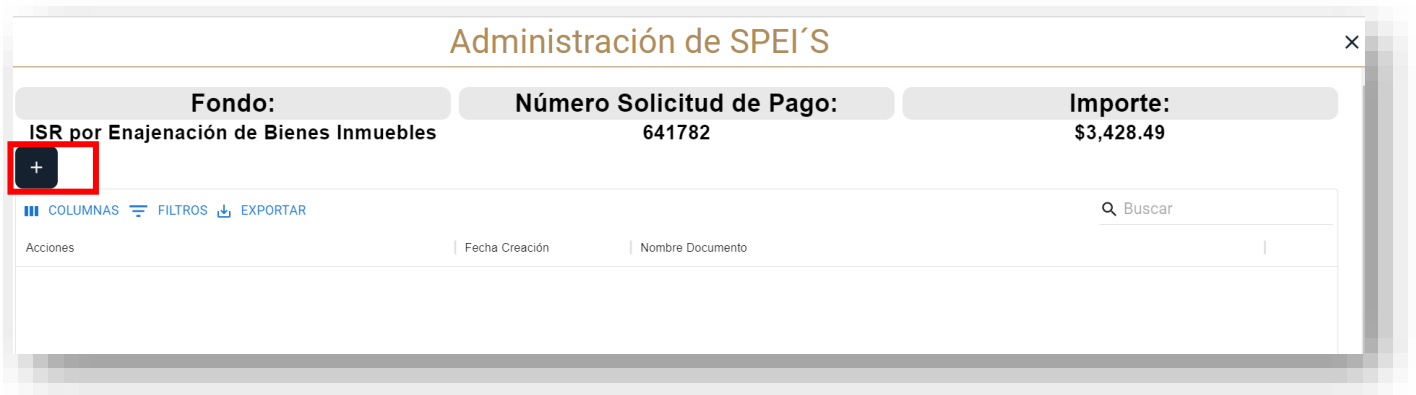 Administración de SPEI´S
Fondo: Número Solicitud de Pago: Importe:
ISR por Enajenación de Bienes Inmuebles 641782 $3,428.49
+
COLUMNAS FILTROS EXPORTAR Buscar
Acciones Fecha Creación Nombre Documento